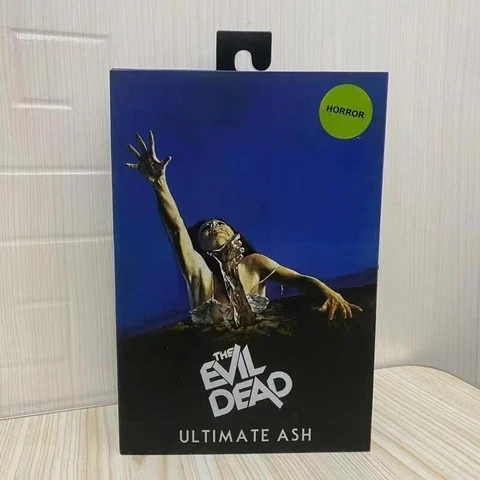 HORROR
THE
EVIL
DEAD
ULTIMATE ASH